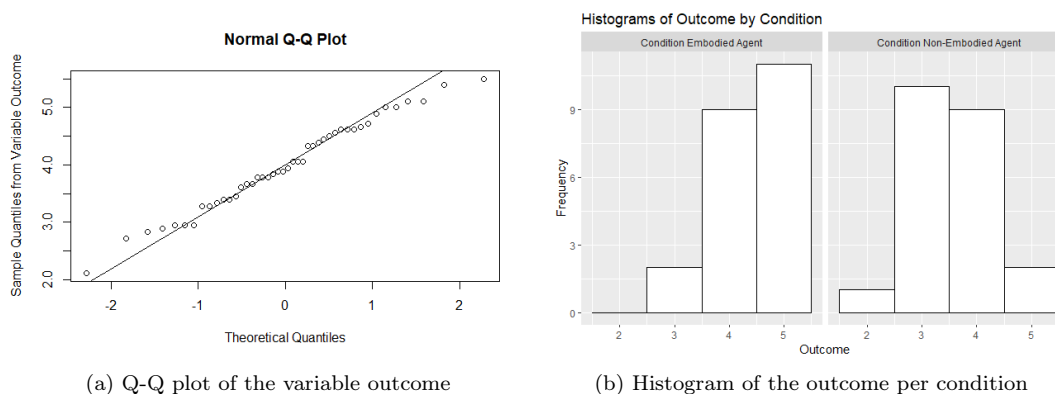 Normal Q-Q Plot
Sample Quantiles from Variable Outcome
2.0 3.0 4.0 5.0
-2 -1 0 1 2
Theoretical Quantiles
(a) Q-Q plot of the variable outcome
Histograms of Outcome by Condition
Condition Embodied Agent
Condition Non-Embodied Agent
Frequency
9
6
3
0
2 3 4 5
2 3 4 5
Outcome
(b) Histogram of the outcome per condition